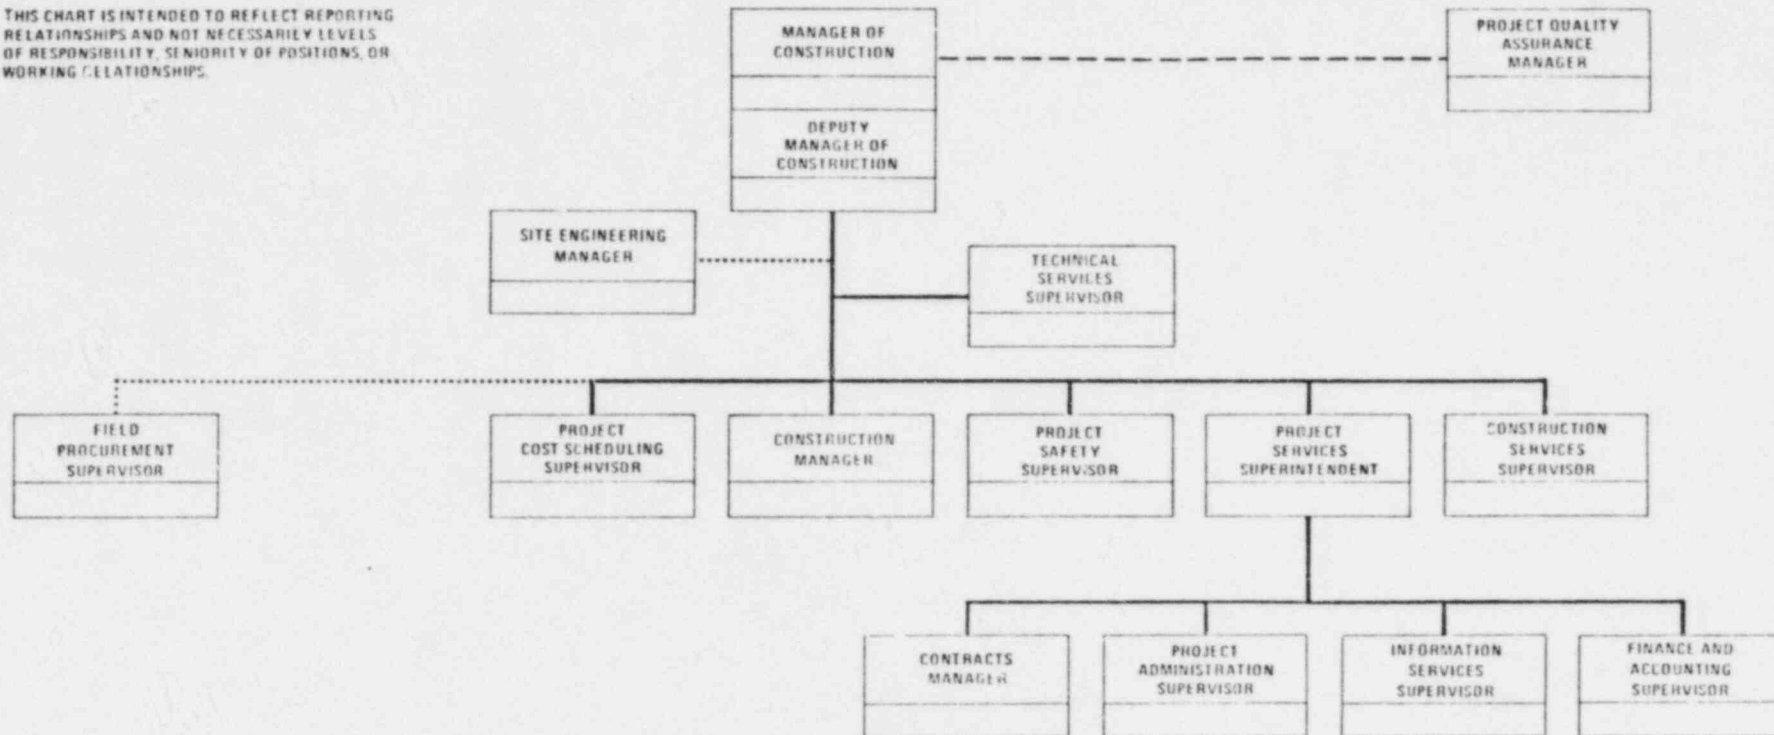 THIS CHART IS INTENDED TO REFLECT REPORTING
RELATIONSHIPS AND NOT NECESSARILY LEVELS
OF RESPONSIBILITY, SENIORITY OF POSITIONS, OR
WORKING RELATIONSHIPS.
MANAGER OF
CONSTRUCTION
PROJECT QUALITY
ASSURANCE
MANAGER
DEPUTY
MANAGER OF
CONSTRUCTION
SITE ENGINEERING
MANAGER
TECHNICAL
SERVICES
SUPERVISOR
FIELD
PROCUREMENT
SUPERVISOR
PROJECT
COST SCHEDULING
SUPERVISOR
CONSTRUCTION
MANAGER
PROJECT
SAFETY
SUPERVISOR
PROJECT
SERVICES
SUPERINTENDENT
CONSTRUCTION
SERVICES
SUPERVISOR
CONTRACTS
MANAGER
PROJECT
ADMINISTRATION
SUPERVISOR
INFORMATION
SERVICES
SUPERVISOR
FINANCE AND
ACCOUNTING
SUPERVISOR